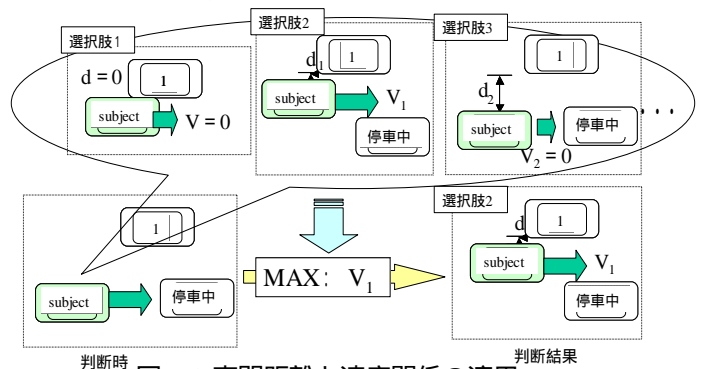 選択肢1
d = 0
1
subject
V = 0
選択肢2
d1
1
subject
V1
停車中
選択肢3
1
d2
subject
停車中
V2 = 0
・・・
1
subject
停車中
判断時
MAX: V1
選択肢2
d
1
subject
V1
停車中
判断結果